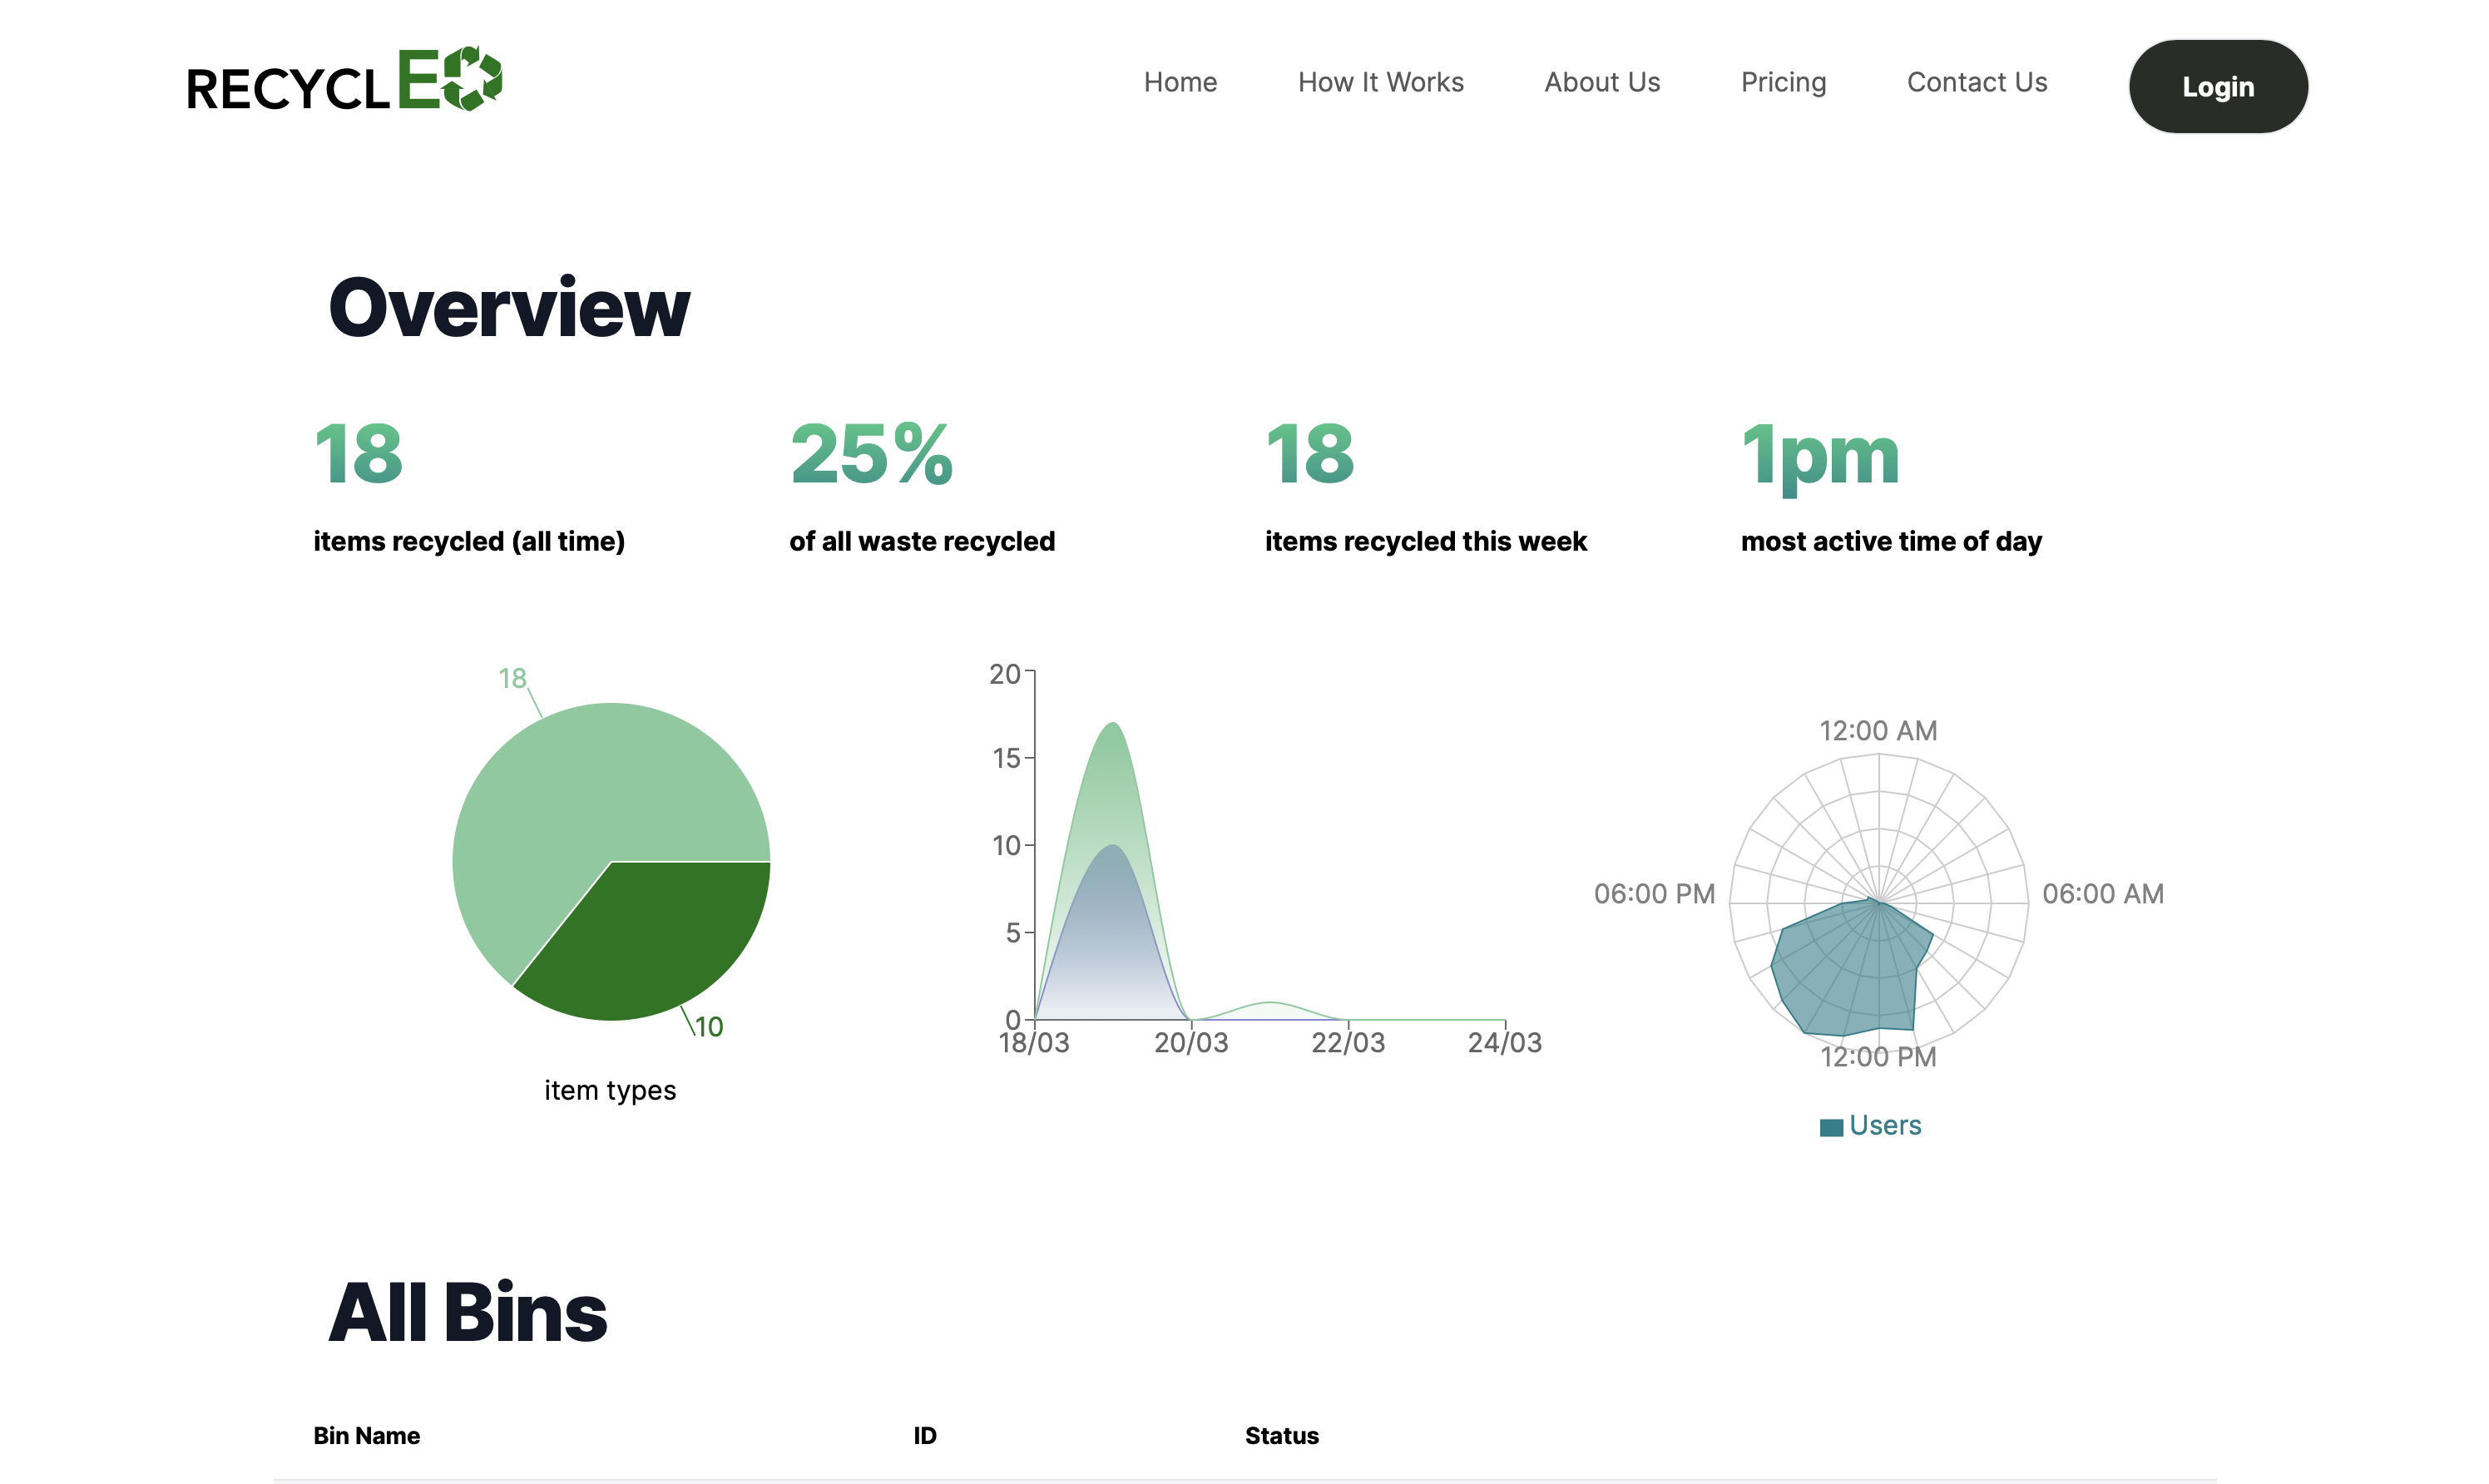 RECYCLE
Home How It Works About Us Pricing Contact Us Login
Overview
18 25% 18 1pm
items recycled (all time) of all waste recycled items recycled this week most active time of day
18
10
item types
20
15
10
5
0
18/03 20/03 22/03 24/03
12:00 AM
06:00 PM 06:00 AM
12:00 PM
Users
All Bins
Bin Name ID Status